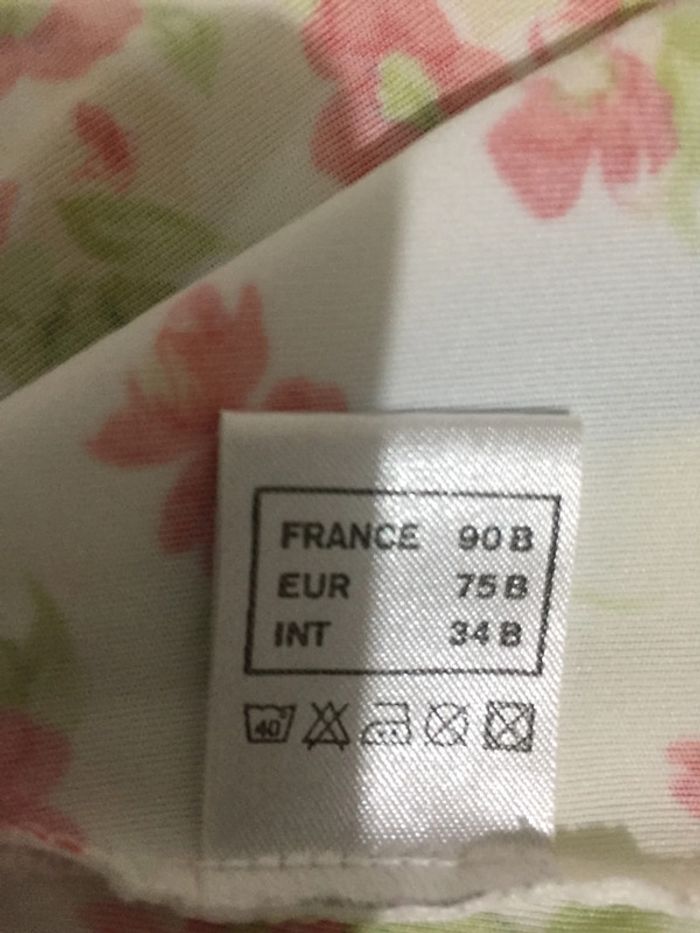 FRANCE 90 B
EUR 75 B
INT 34 B
40°